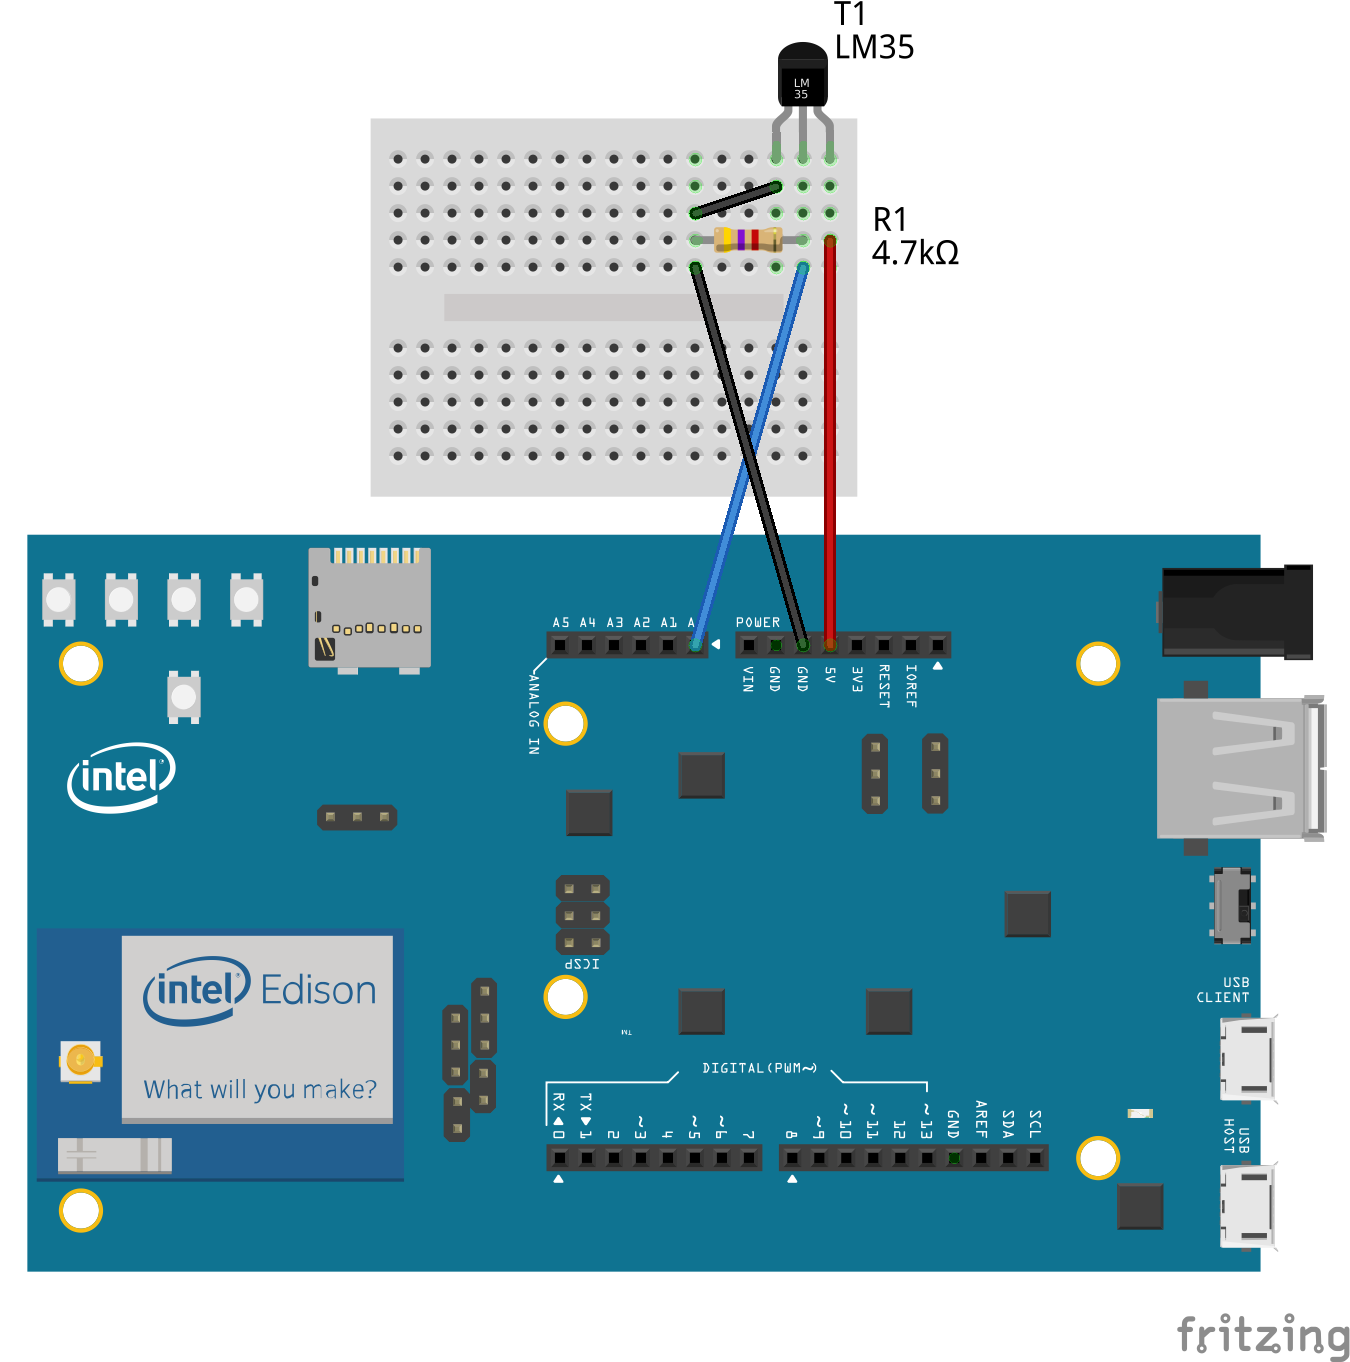 T1
LM35
LM
35
R1
4.7kΩ
A5 A4 A3 A2 A1 A
POWER
VIN GND GND 5V 3V3 RESET IOREF
ANALOG IN
intel
ICSP
intel Edison
What will you make?
TM
USB
CLIENT
DIGITAL(PWM~)
RX 0 TX 1 2 ~3 4 ~5 ~6 7 8 ~9 ~10 ~11 12 ~13 GND AREF SDA SCL
USB
HOST
fritzing